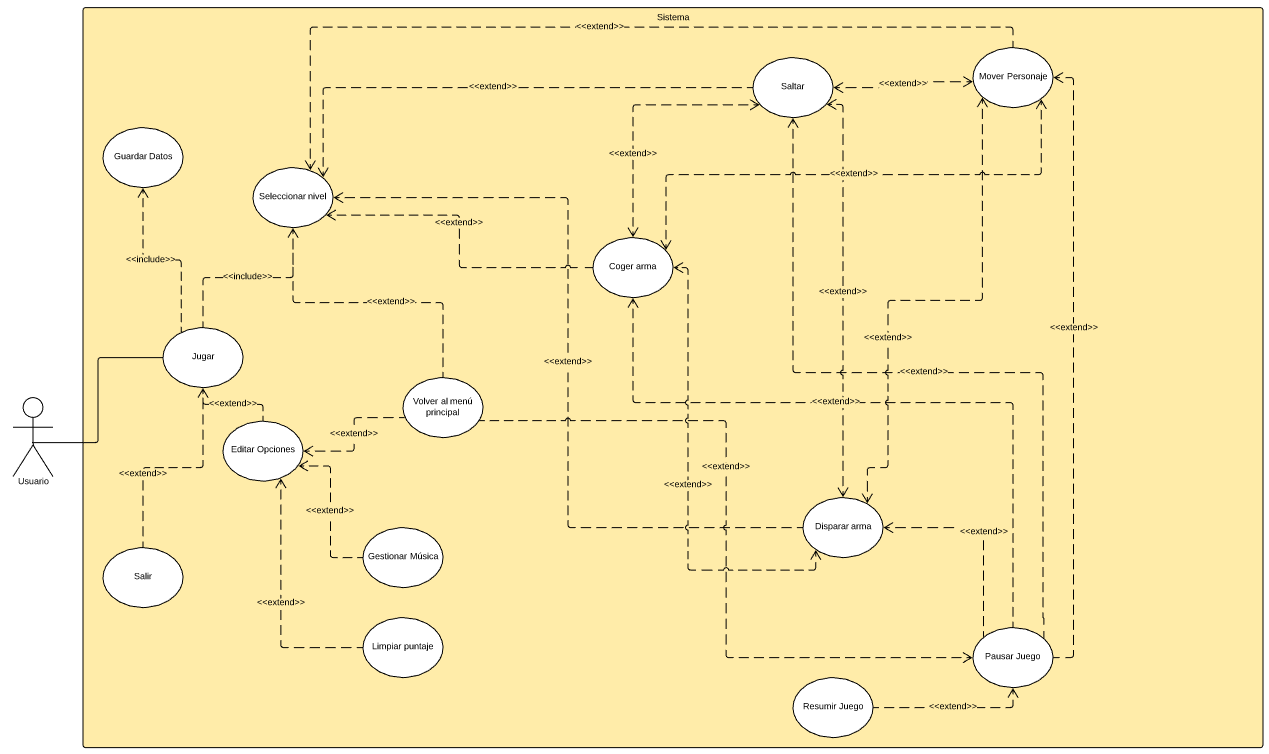 Sistema
<<extend>>
Mover Personaje
<<extend>>
Saltar
<<extend>>
Guardar Datos
<<extend>>
<<extend>>
Seleccionar nivel
<<extend>>
<<include>>
Coger arma
<<include>>
<<extend>>
<<extend>>
<<extend>>
<<extend>>
Jugar
<<extend>>
<<extend>>
Volver al menú
principal
<<extend>>
<<extend>>
<<extend>>
Editar Opciones
<<extend>>
<<extend>>
<<extend>>
Usuario
<<extend>>
<<extend>>
Disparar arma
<<extend>>
Gestionar Música
Salir
<<extend>>
Limpiar puntaje
Pausar Juego
Resumir Juego
<<extend>>